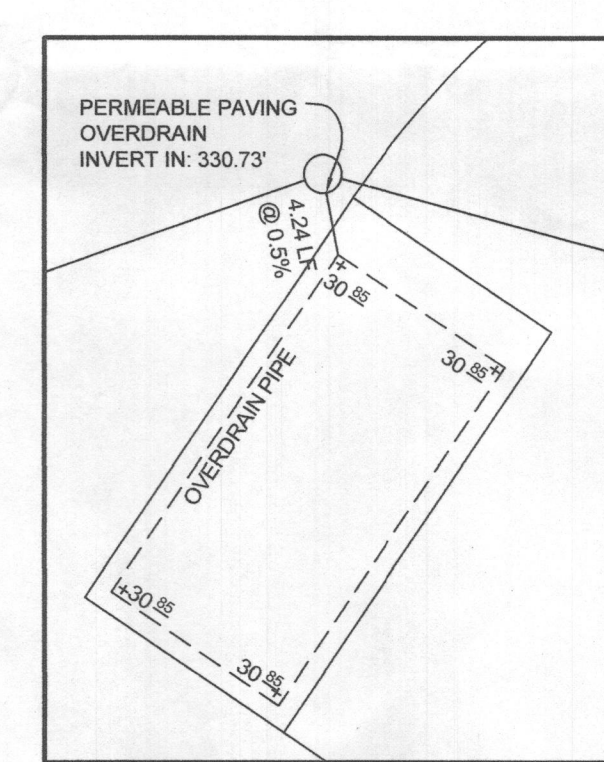 PERMEABLE PAVING
OVERDRAIN
INVERT IN: 330.73'
4.24 LF
@ 0.5%
+
30 85
30 85+
OVERDRAIN PIPE
+30 85
30 85+